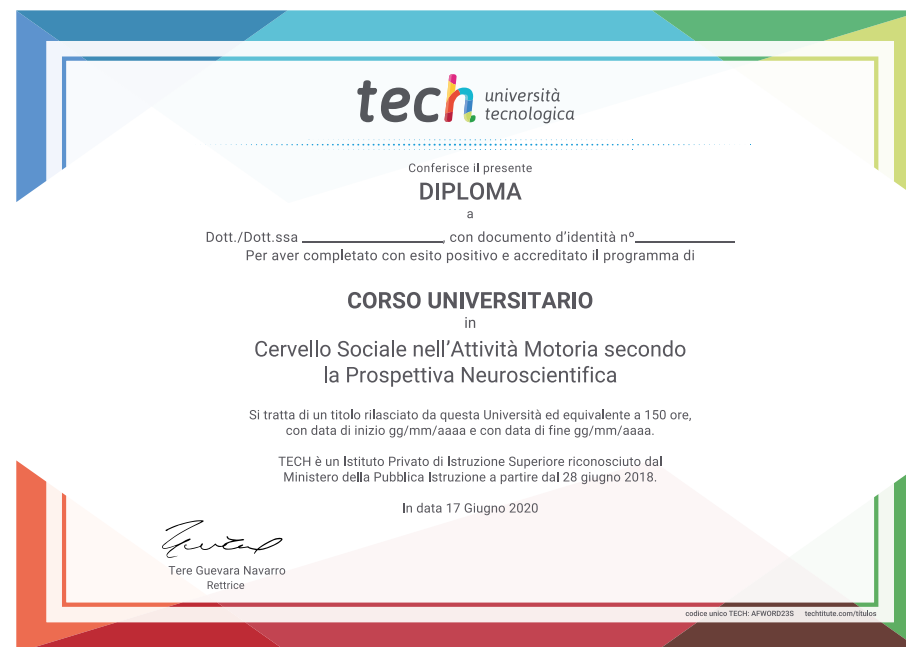 tech università
tecnologica
Conferisce il presente
DIPLOMA
a
Dott./Dott.ssa ____________________, con documento d'identità nº______________
Per aver completato con esito positivo e accreditato il programma di
CORSO UNIVERSITARIO
in
Cervello Sociale nell'Attività Motoria secondo
la Prospettiva Neuroscientifica
Si tratta di un titolo rilasciato da questa Università ed equivalente a 150 ore,
con data di inizio gg/mm/aaaa e con data di fine gg/mm/aaaa.
TECH è un Istituto Privato di Istruzione Superiore riconosciuto dal
Ministero della Pubblica Istruzione a partire dal 28 giugno 2018.
In data 17 Giugno 2020
Tere Guevara Navarro
Rettrice
codice unico TECH: AFWORD23S techtitute.com/titulos